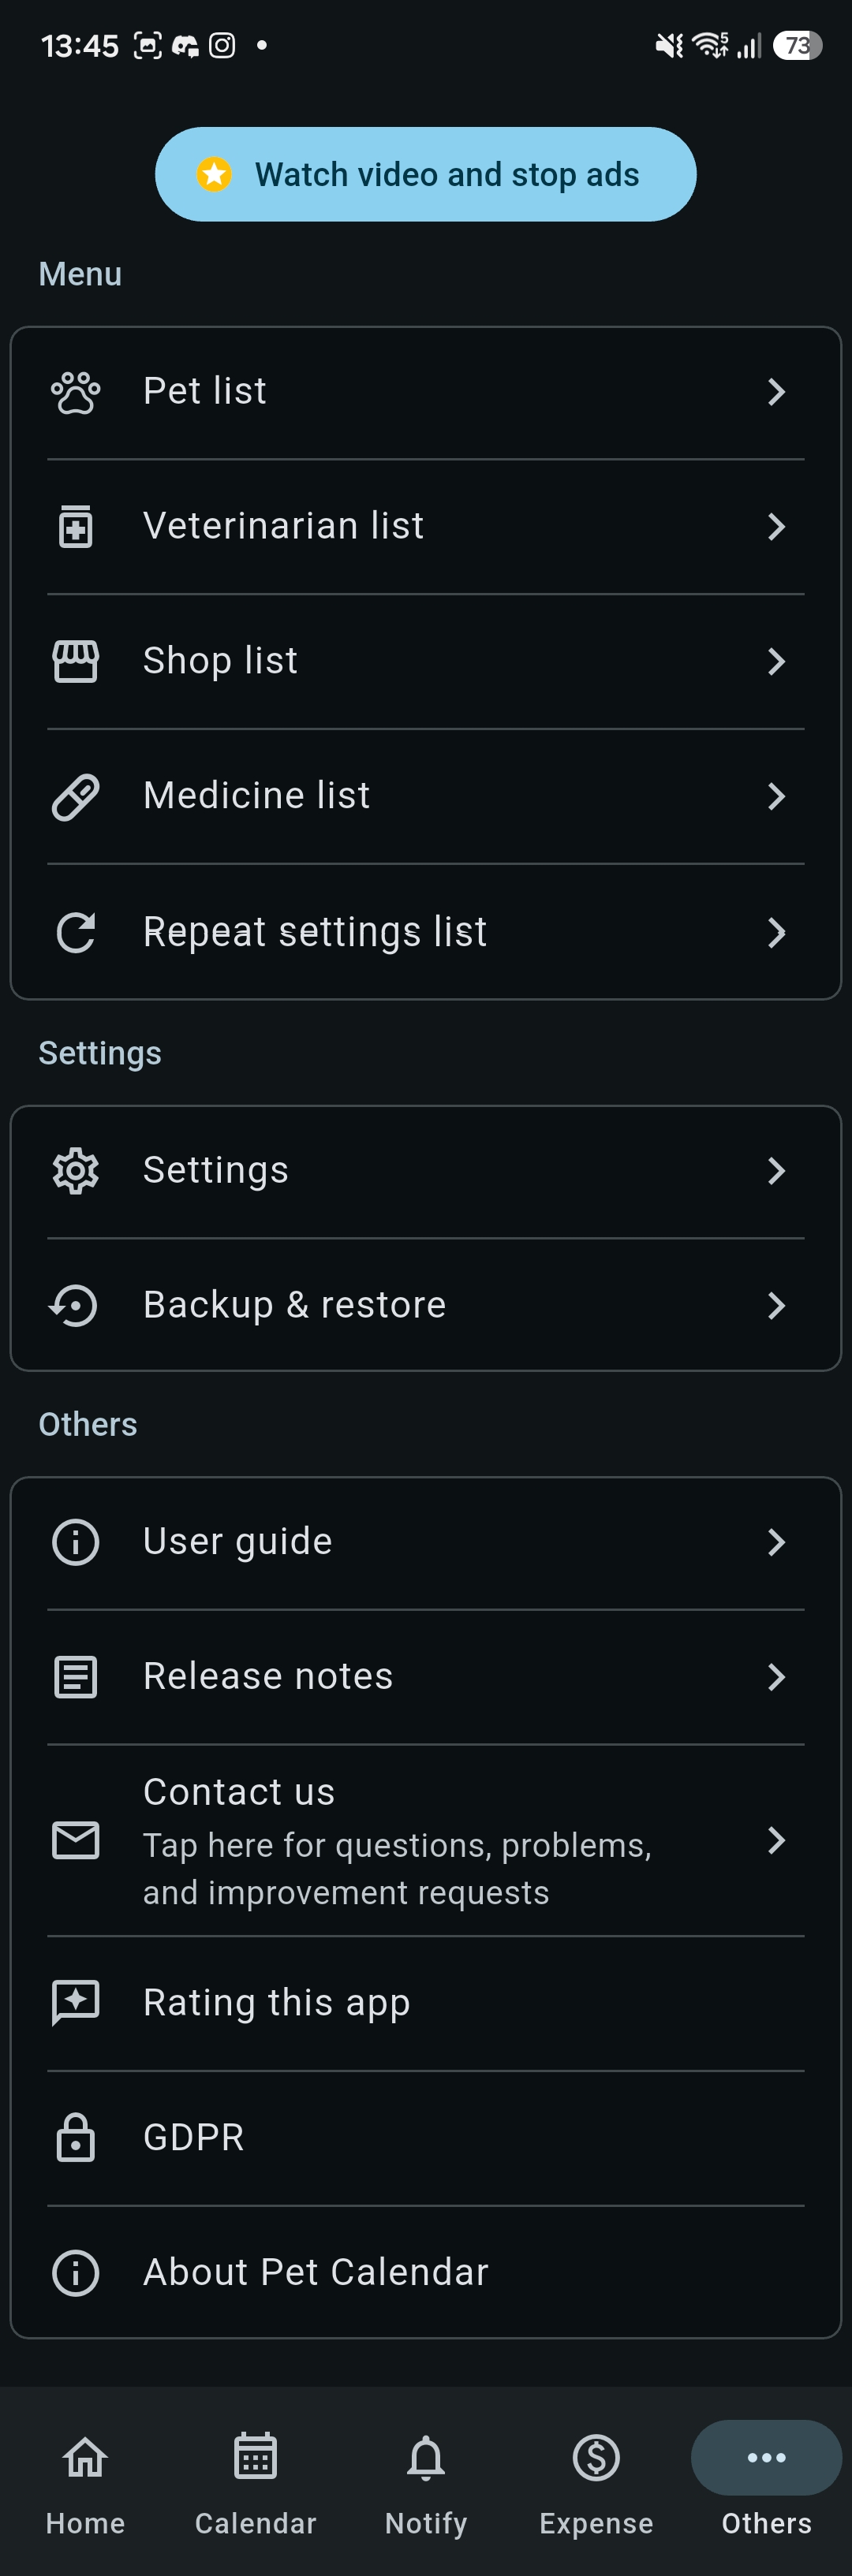 13:45
5
73
Watch video and stop ads
Menu
Pet list
Veterinarian list
Shop list
Medicine list
Repeat settings list
Settings
Settings
Backup & restore
Others
User guide
Release notes
Contact us
Tap here for questions, problems,
and improvement requests
Rating this app
GDPR
About Pet Calendar
Home
Calendar
Notify
Expense
Others